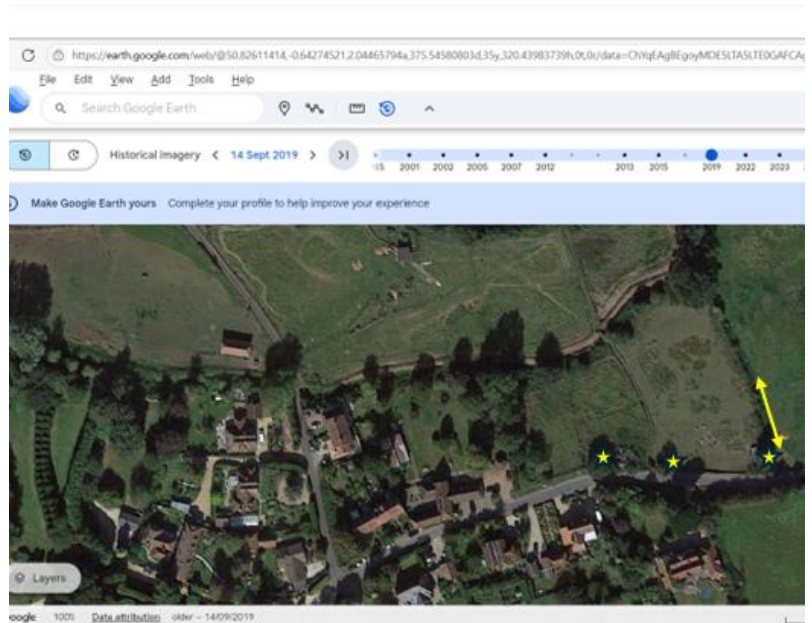 https://earth.google.com/web/@50.82611414,-0.64274521,2.04465794a,375.54580803d,35y,320.43983739h,0t,0r/data=
File Edit View Add Tools Help
Search Google Earth
Historical imagery 14 Sept 2019
2001 2002 2005 2007 2012 2013 2015 2019 2022 2023
Make Google Earth yours Complete your profile to help improve your experience
Layers
oogle 100% Data attribution older – 14/09/2019